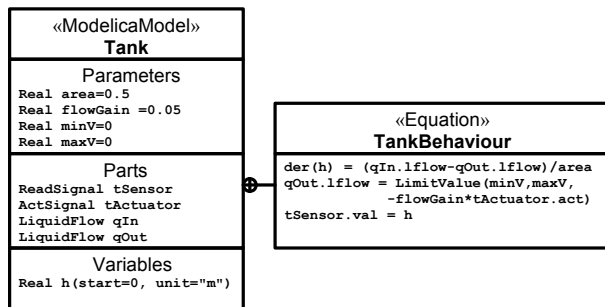 «ModelicaModel»
Tank
Parameters
Real area=0.5
Real flowGain =0.05
Real minV=0
Real maxV=0
Parts
ReadSignal tSensor
ActSignal tActuator
LiquidFlow qIn
LiquidFlow qOut
Variables
Real h(start=0, unit="m")
«Equation»
TankBehaviour
der(h) = (qIn.lflow-qOut.lflow)/area
qOut.lflow = LimitValue(minV,maxV,
-flowGain*tActuator.act)
tSensor.val = h